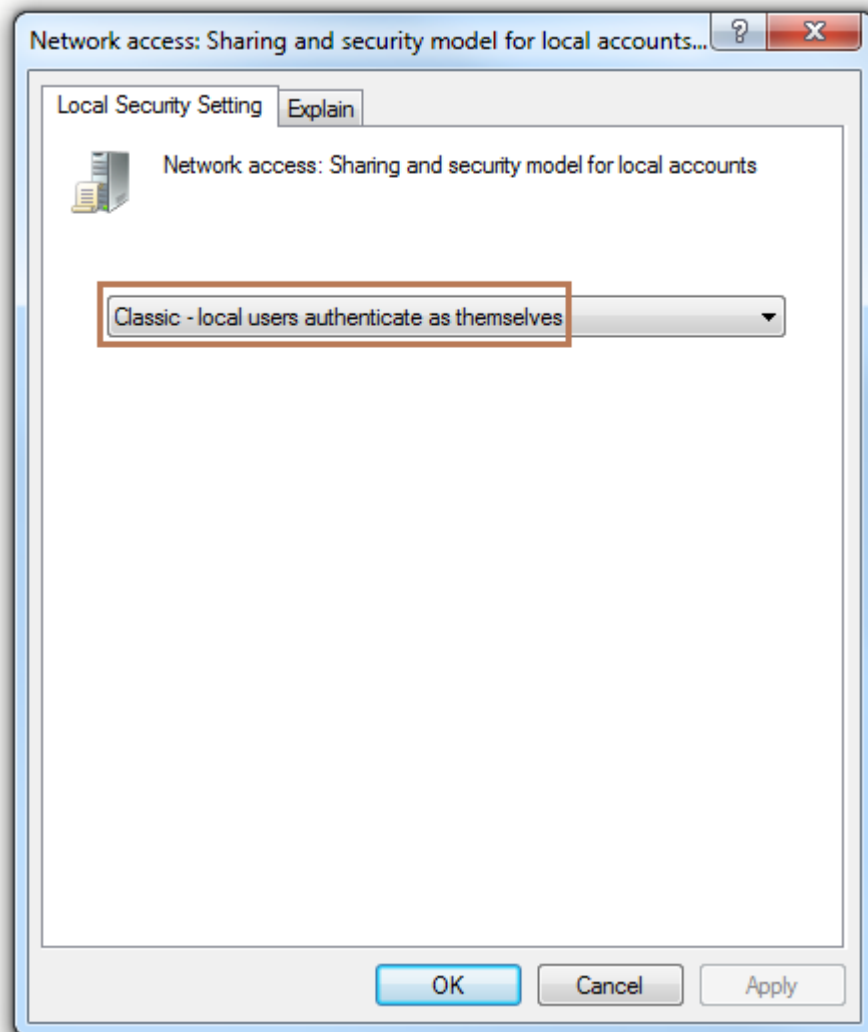 Network access: Sharing and security model for local accounts...
Local Security Setting
Explain
Network access: Sharing and security model for local accounts
Classic - local users authenticate as themselves
OK
Cancel
Apply